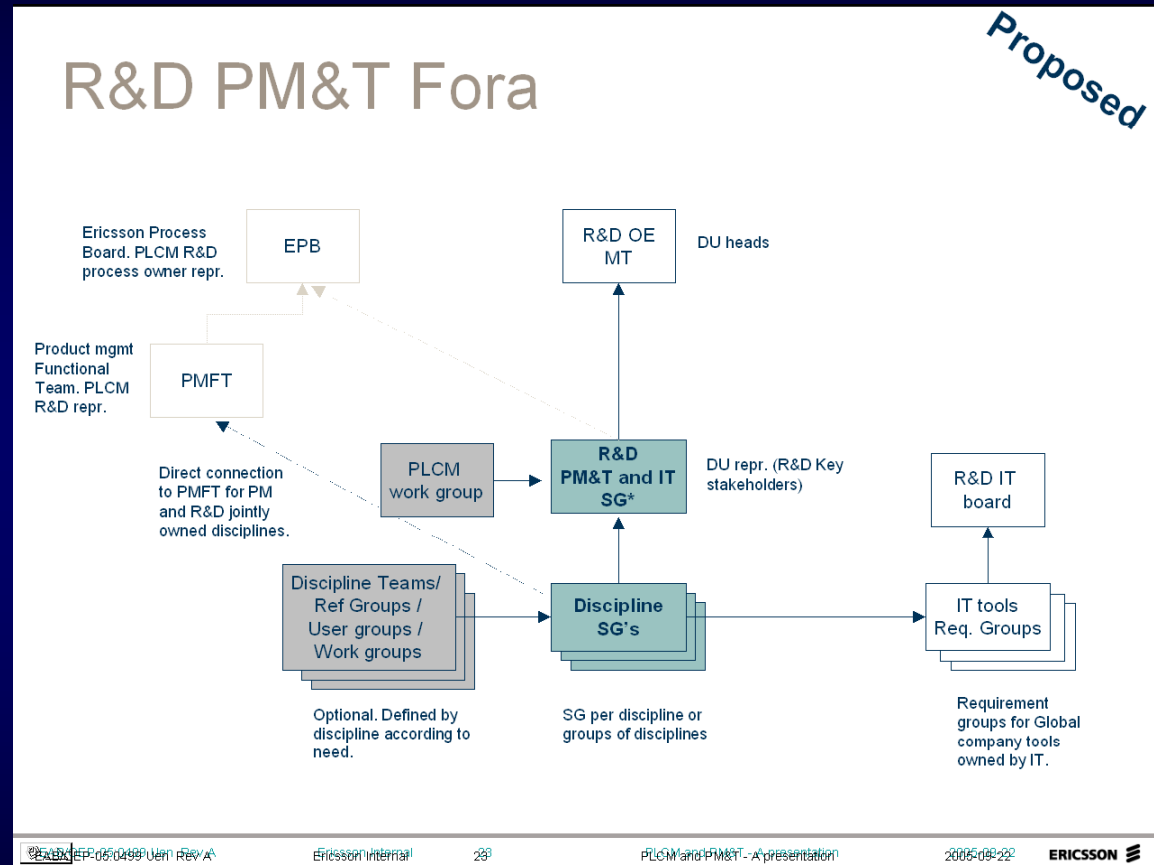 Proposed
R&D PM&T Fora
Ericsson Process
Board. PLCM R&D
process owner repr.
EPB
R&D OE
MT
DU heads
Product mgmt
Functional
Team. PLCM
R&D repr.
PMFT
Direct connection
to PMFT for PM
and R&D jointly
owned disciplines.
PLCM
work group
R&D
PM&T and IT
SG*
DU repr. (R&D Key
stakeholders)
R&D IT
board
Discipline Teams/
Ref Groups /
User groups /
Work groups
Discipline
SG's
IT tools
Req. Groups
Optional. Defined by
discipline according to
need.
SG per discipline or
groups of disciplines
Requirement
groups for Global
company tools
owned by IT.
EAB/OEP-05:0499 Uen Rev A Ericsson Internal 23 PLCM and PM&T - A presentation 2005-09-22 ERICSSON